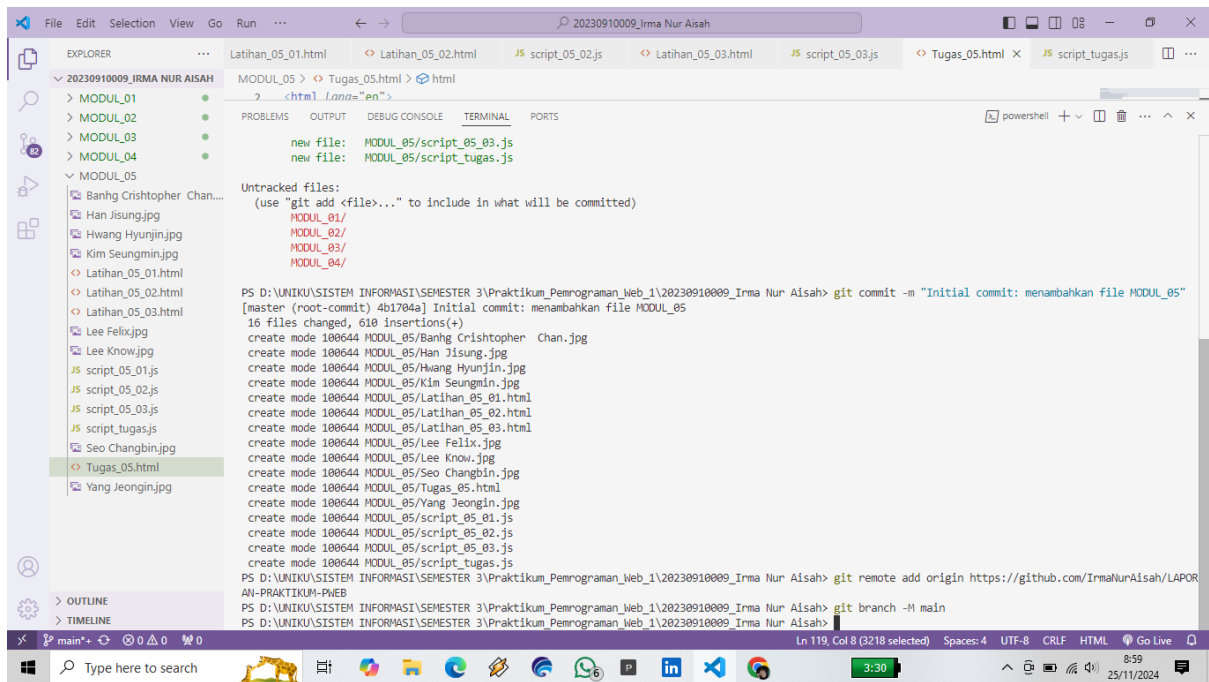 File Edit Selection View Go Run ··· ← → 20230910009_Irma Nur Aisah
EXPLORER ···
Latihan_05_01.html <> Latihan_05_02.html JS script_05_02.js <> Latihan_05_03.html JS script_05_03.js <> Tugas_05.html × JS script_tugas.js ···
20230910009_IRMA NUR AISAH
MODUL_05 > <> Tugas_05.html > html
2 <html lang="en">
> MODUL_01
> MODUL_02
> MODUL_03
> MODUL_04
MODUL_05
Banhg Crishtopher Chan....
Han Jisung.jpg
Hwang Hyunjin.jpg
Kim Seungmin.jpg
<> Latihan_05_01.html
<> Latihan_05_02.html
<> Latihan_05_03.html
Lee Felix.jpg
Lee Know.jpg
JS script_05_01.js
JS script_05_02.js
JS script_05_03.js
JS script_tugas.js
Seo Changbin.jpg
<> Tugas_05.html
Yang Jeongin.jpg
> OUTLINE
> TIMELINE
82
PROBLEMS OUTPUT DEBUG CONSOLE TERMINAL PORTS powershell + ···
new file: MODUL_05/script_05_03.js
new file: MODUL_05/script_tugas.js
Untracked files:
(use "git add <file>..." to include in what will be committed)
MODUL_01/
MODUL_02/
MODUL_03/
MODUL_04/
PS D:\UNIKU\SISTEM INFORMASI\SEMESTER 3\Praktikum_Pemrograman_Web_1\20230910009_Irma Nur Aisah> git commit -m "Initial commit: menambahkan file MODUL_05"
[master (root-commit) 4b1704a] Initial commit: menambahkan file MODUL_05
16 files changed, 610 insertions(+)
create mode 100644 MODUL_05/Banhg Crishtopher  Chan.jpg
create mode 100644 MODUL_05/Han Jisung.jpg
create mode 100644 MODUL_05/Hwang Hyunjin.jpg
create mode 100644 MODUL_05/Kim Seungmin.jpg
create mode 100644 MODUL_05/Latihan_05_01.html
create mode 100644 MODUL_05/Latihan_05_02.html
create mode 100644 MODUL_05/Latihan_05_03.html
create mode 100644 MODUL_05/Lee Felix.jpg
create mode 100644 MODUL_05/Lee Know.jpg
create mode 100644 MODUL_05/Seo Changbin.jpg
create mode 100644 MODUL_05/Tugas_05.html
create mode 100644 MODUL_05/Yang Jeongin.jpg
create mode 100644 MODUL_05/script_05_01.js
create mode 100644 MODUL_05/script_05_02.js
create mode 100644 MODUL_05/script_05_03.js
create mode 100644 MODUL_05/script_tugas.js
PS D:\UNIKU\SISTEM INFORMASI\SEMESTER 3\Praktikum_Pemrograman_Web_1\20230910009_Irma Nur Aisah> git remote add origin https://github.com/IrmaNurAisah/LAPOR
AN-PRAKTIKUM-PWEB
PS D:\UNIKU\SISTEM INFORMASI\SEMESTER 3\Praktikum_Pemrograman_Web_1\20230910009_Irma Nur Aisah> git branch -M main
PS D:\UNIKU\SISTEM INFORMASI\SEMESTER 3\Praktikum_Pemrograman_Web_1\20230910009_Irma Nur Aisah>
main*+ 0 0 0 Ln 119, Col 8 (3218 selected) Spaces: 4 UTF-8 CRLF HTML Go Live
Type here to search 6 P in 3:30 8:59
25/11/2024